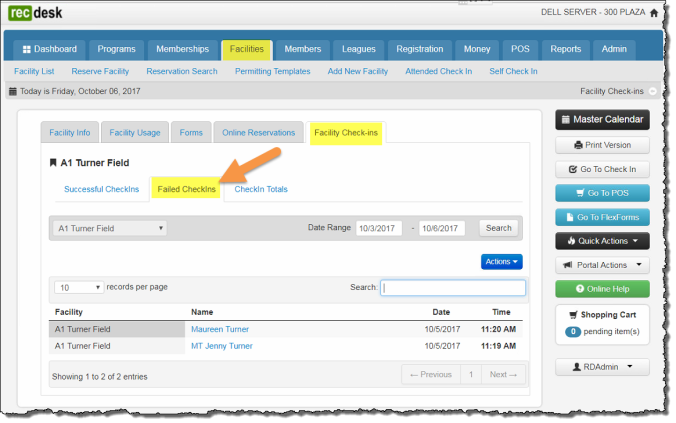 rec desk
DELL SERVER - 300 PLAZA
Dashboard Programs Memberships Facilities Members Leagues Registration Money POS Reports Admin
Facility List Reserve Facility Reservation Search Permitting Templates Add New Facility Attended Check In Self Check In
Today is Friday, October 06, 2017 Facility Check-ins
Facility Info Facility Usage Forms Online Reservations Facility Check-ins
A1 Turner Field
Successful CheckIns Failed CheckIns CheckIn Totals
A1 Turner Field Date Range 10/3/2017 - 10/6/2017 Search
Actions
10 records per page Search:
Facility Name Date Time
A1 Turner Field Maureen Turner 10/5/2017 11:20 AM
A1 Turner Field MT Jenny Turner 10/5/2017 11:19 AM
Showing 1 to 2 of 2 entries ← Previous 1 Next →
Master Calendar
Print Version
Go To Check In
Go To POS
Go To FlexForms
Quick Actions
Portal Actions
Online Help
Shopping Cart
0 pending item(s)
RDAdmin